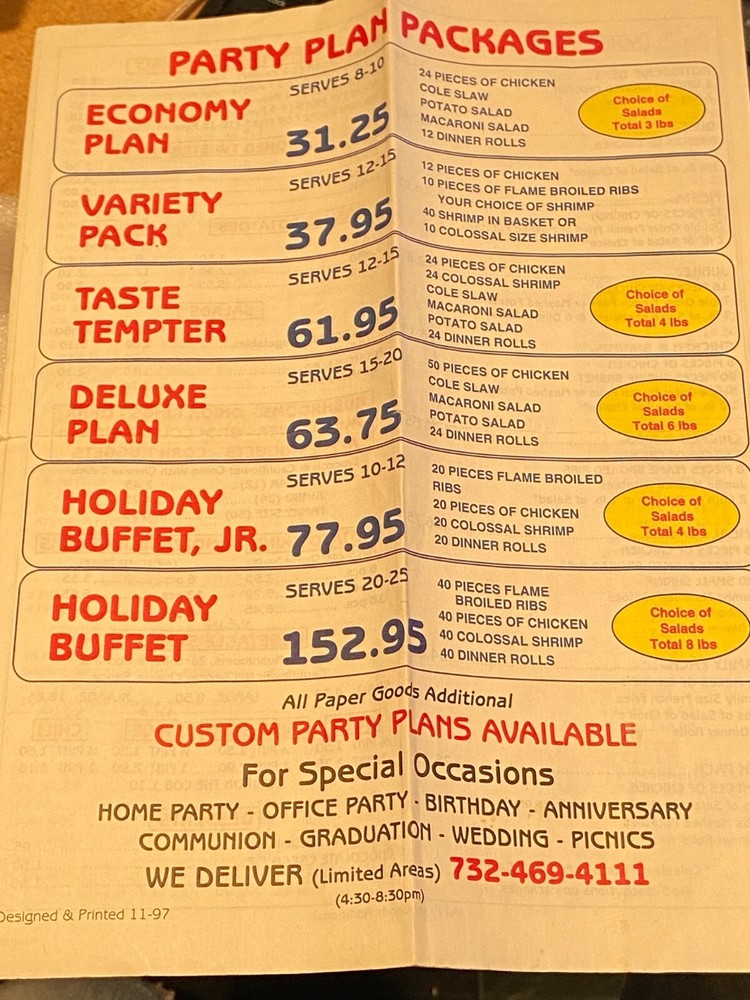 PARTY PLAN PACKAGES
ECONOMY
PLAN
SERVES 8-10
31.25
24 PIECES OF CHICKEN
COLE SLAW
POTATO SALAD
MACARONI SALAD
12 DINNER ROLLS
Choice of
Salads
Total 3 lbs
VARIETY
PACK
SERVES 12-15
37.95
12 PIECES OF CHICKEN
10 PIECES OF FLAME BROILED RIBS
YOUR CHOICE OF SHRIMP
40 SHRIMP IN BASKET OR
10 COLOSSAL SIZE SHRIMP
TASTE
TEMPTER
SERVES 12-15
61.95
24 PIECES OF CHICKEN
24 COLOSSAL SHRIMP
COLE SLAW
MACARONI SALAD
POTATO SALAD
24 DINNER ROLLS
Choice of
Salads
Total 4 lbs
DELUXE
PLAN
SERVES 15-20
63.75
50 PIECES OF CHICKEN
COLE SLAW
MACARONI SALAD
POTATO SALAD
24 DINNER ROLLS
Choice of
Salads
Total 6 lbs
HOLIDAY
BUFFET, JR.
SERVES 10-12
77.95
20 PIECES FLAME BROILED
RIBS
20 PIECES OF CHICKEN
20 COLOSSAL SHRIMP
20 DINNER ROLLS
Choice of
Salads
Total 4 lbs
HOLIDAY
BUFFET
SERVES 20-25
152.95
40 PIECES FLAME
BROILED RIBS
40 PIECES OF CHICKEN
40 COLOSSAL SHRIMP
40 DINNER ROLLS
Choice of
Salads
Total 8 lbs
All Paper Goods Additional
CUSTOM PARTY PLANS AVAILABLE
For Special Occasions
HOME PARTY - OFFICE PARTY - BIRTHDAY - ANNIVERSARY
COMMUNION - GRADUATION - WEDDING - PICNICS
WE DELIVER (Limited Areas) 732-469-4111
(4:30-8:30pm)
Designed & Printed 11-97